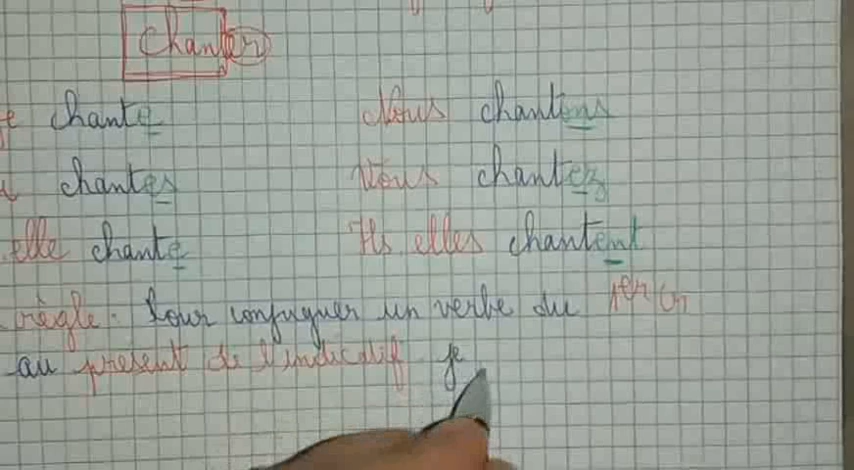 Chanter
chante Nous chantons
chantes Vous chantez
elle chante Ils elles chantent
règle. Pour conjuguer un verbe du 1er Gr
au présent de l'indicatif je